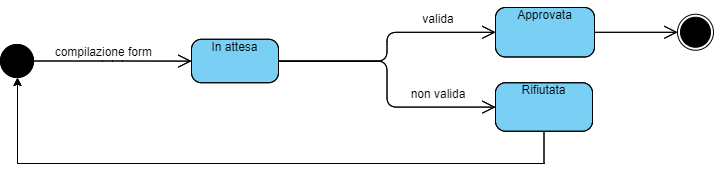 compilazione form
In attesa
valida
Approvata
non valida
Rifiutata